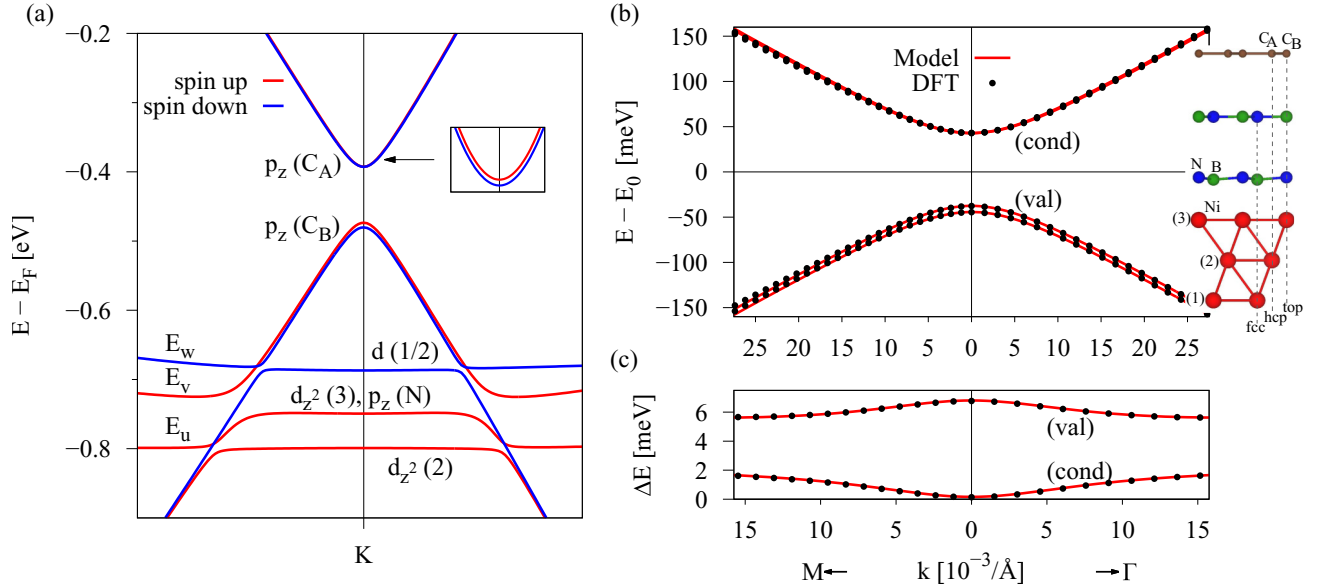 (a)
−0.2
−0.4
−0.6
−0.8
E − E_F [eV]
spin up
spin down
p_z (C_A)
p_z (C_B)
E_w
E_v
E_u
d (1/2)
d_z² (3), p_z (N)
d_z² (2)
K
(b)
150
100
50
0
−50
−100
−150
E − E_0 [meV]
Model
DFT
(cond)
(val)
25 20 15 10 5 0 5 10 15 20 25
C_A C_B
N B
Ni
(3)
(2)
(1)
fcc hcp top
(c)
6
4
2
0
ΔE [meV]
(val)
(cond)
15 10 5 0 5 10 15
M← k [10⁻³/Å] →Γ